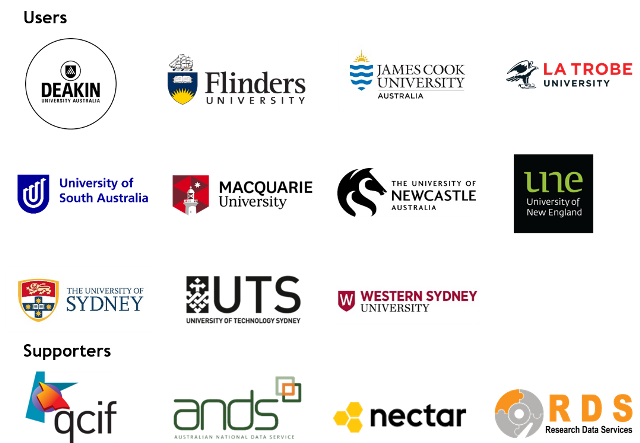 Users
DEAKIN
UNIVERSITY AUSTRALIA
Flinders
UNIVERSITY
JAMES COOK
UNIVERSITY
AUSTRALIA
LA TROBE
UNIVERSITY
University of
South Australia
MACQUARIE
University
THE UNIVERSITY OF
NEWCASTLE
AUSTRALIA
une
University of
New England
THE UNIVERSITY OF
SYDNEY
UTS
UNIVERSITY OF TECHNOLOGY SYDNEY
W
WESTERN SYDNEY
UNIVERSITY
Supporters
qcif
ands
AUSTRALIAN NATIONAL DATA SERVICE
nectar
RDS
Research Data Services